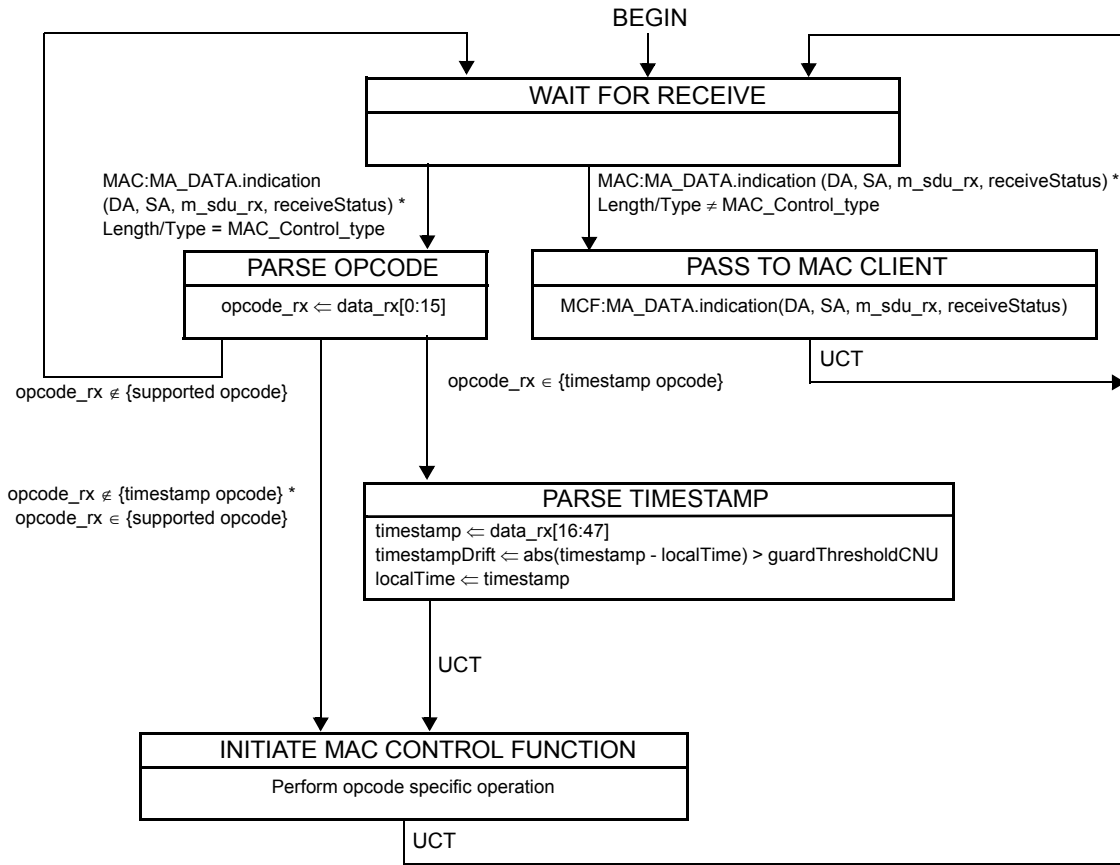 BEGIN
WAIT FOR RECEIVE
MAC:MA_DATA.indication
(DA, SA, m_sdu_rx, receiveStatus) *
Length/Type = MAC_Control_type
MAC:MA_DATA.indication (DA, SA, m_sdu_rx, receiveStatus) *
Length/Type ≠ MAC_Control_type
PARSE OPCODE
opcode_rx ⇐ data_rx[0:15]
PASS TO MAC CLIENT
MCF:MA_DATA.indication(DA, SA, m_sdu_rx, receiveStatus)
UCT
opcode_rx ∉ {supported opcode}
opcode_rx ∈ {timestamp opcode}
opcode_rx ∉ {timestamp opcode} *
opcode_rx ∈ {supported opcode}
PARSE TIMESTAMP
timestamp ⇐ data_rx[16:47]
timestampDrift ⇐ abs(timestamp - localTime) > guardThresholdCNU
localTime ⇐ timestamp
UCT
INITIATE MAC CONTROL FUNCTION
Perform opcode specific operation
UCT